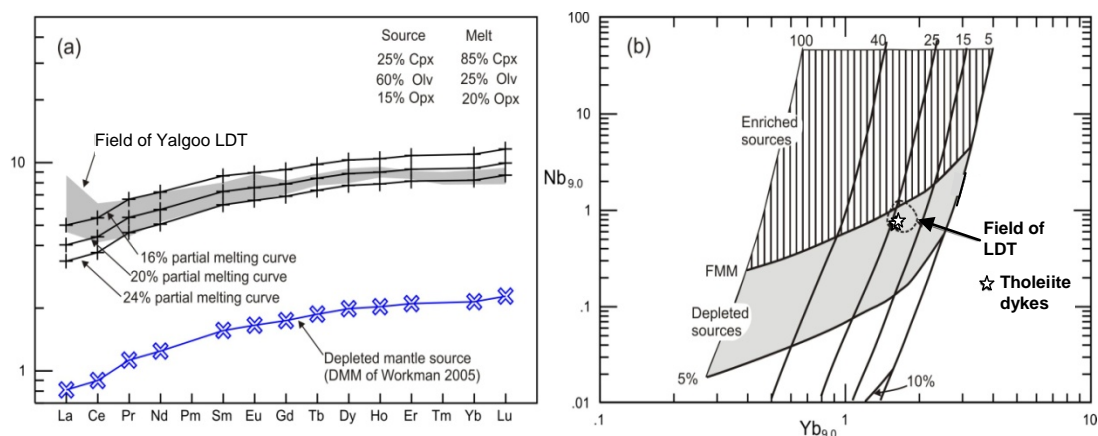 (a)
Source Melt
25% Cpx 85% Cpx
60% Olv 25% Olv
15% Opx 20% Opx
Field of Yalgoo LDT
10
16% partial melting curve
20% partial melting curve
24% partial melting curve
Depleted mantle source
(DMM of Workman 2005)
1
La Ce Pr Nd Pm Sm Eu Gd Tb Dy Ho Er Tm Yb Lu
(b)
100
100 40 25 15 5
10
Enriched
sources
Nb9.0
1
Field of
LDT
FMM
Tholeiite
dykes
.1
Depleted
sources
5%
10%
.01
.1 1 10
Yb9.0